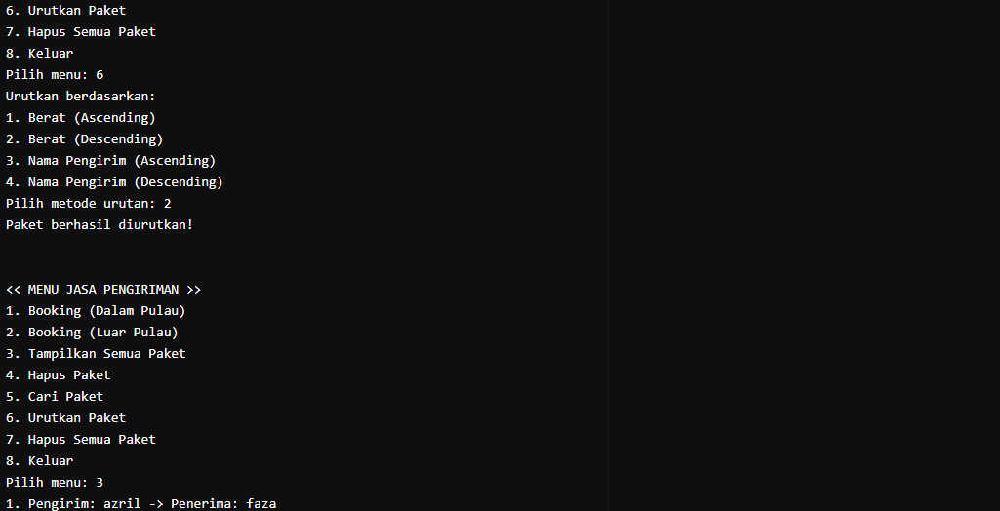 6. Urutkan Paket
7. Hapus Semua Paket
8. Keluar
Pilih menu: 6
Urutkan berdasarkan:
1. Berat (Ascending)
2. Berat (Descending)
3. Nama Pengirim (Ascending)
4. Nama Pengirim (Descending)
Pilih metode urutan: 2
Paket berhasil diurutkan!
<< MENU JASA PENGIRIMAN >>
1. Booking (Dalam Pulau)
2. Booking (Luar Pulau)
3. Tampilkan Semua Paket
4. Hapus Paket
5. Cari Paket
6. Urutkan Paket
7. Hapus Semua Paket
8. Keluar
Pilih menu: 3
1. Pengirim: azril -> Penerima: faza